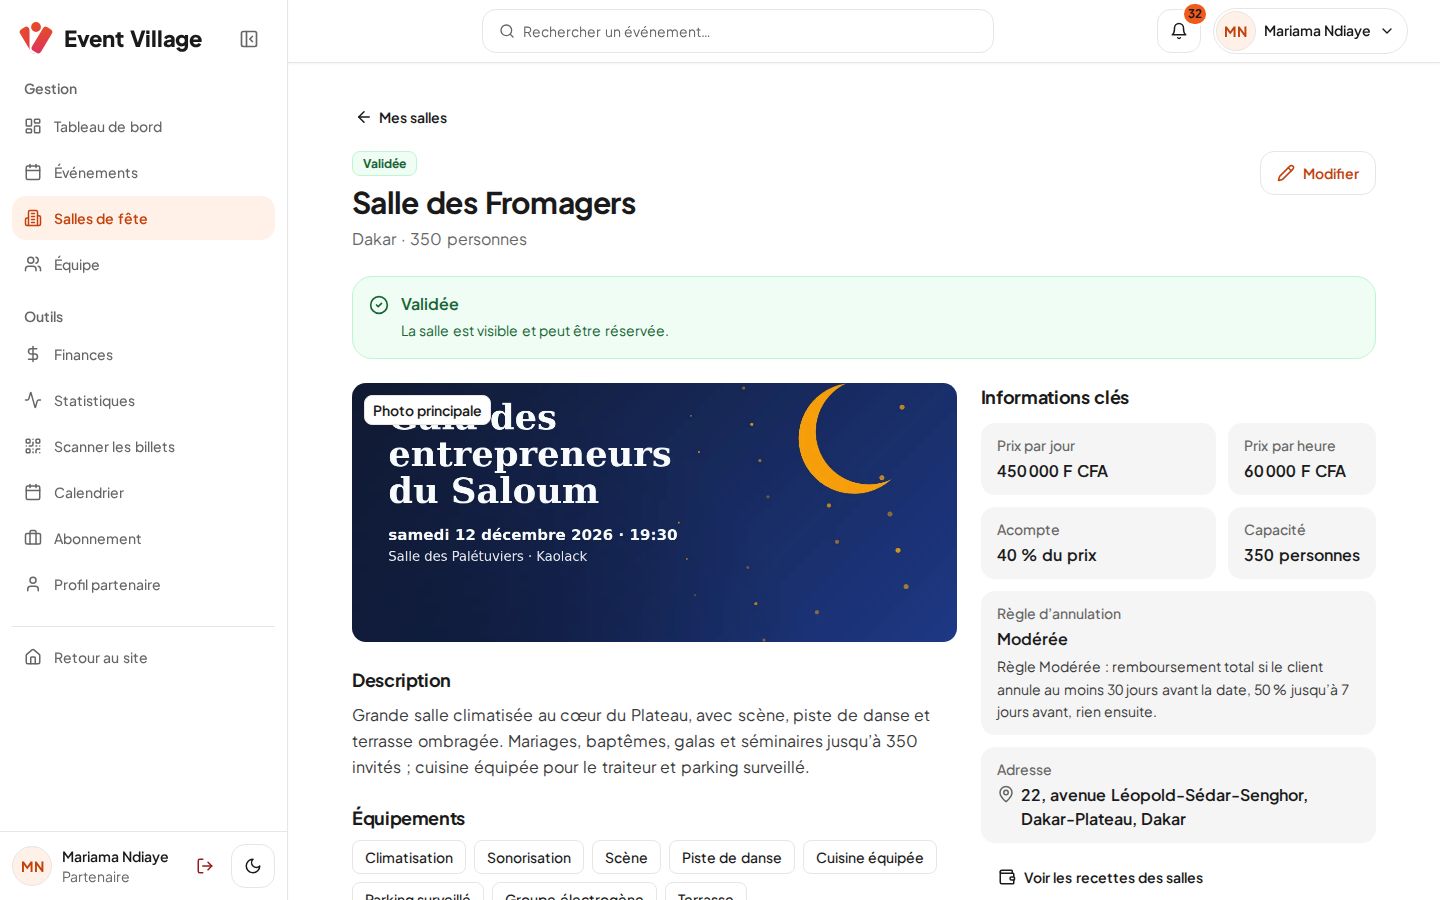 Event Village
Gestion
Tableau de bord
Événements
Salles de fête
Équipe
Outils
Finances
Statistiques
Scanner les billets
Calendrier
Abonnement
Profil partenaire
Retour au site
MN
Mariama Ndiaye
Partenaire
Rechercher un événement...
32
MN
Mariama Ndiaye
Mes salles
Validée
Modifier
Salle des Fromagers
Dakar · 350 personnes
Validée
La salle est visible et peut être réservée.
Photo principale
des
entrepreneurs
du Saloum
samedi 12 décembre 2026 · 19:30
Salle des Palétuviers · Kaolack
Description
Grande salle climatisée au cœur du Plateau, avec scène, piste de danse et
terrasse ombragée. Mariages, baptêmes, galas et séminaires jusqu’à 350
invités ; cuisine équipée pour le traiteur et parking surveillé.
Équipements
Climatisation
Sonorisation
Scène
Piste de danse
Cuisine équipée
Parking surveillé
Groupe électrogène
Terrasse
Informations clés
Prix par jour
450 000 F CFA
Prix par heure
60 000 F CFA
Acompte
40 % du prix
Capacité
350 personnes
Règle d’annulation
Modérée
Règle Modérée : remboursement total si le client
annule au moins 30 jours avant la date, 50 % jusqu’à 7
jours avant, rien ensuite.
Adresse
22, avenue Léopold-Sédar-Senghor,
Dakar-Plateau, Dakar
Voir les recettes des salles